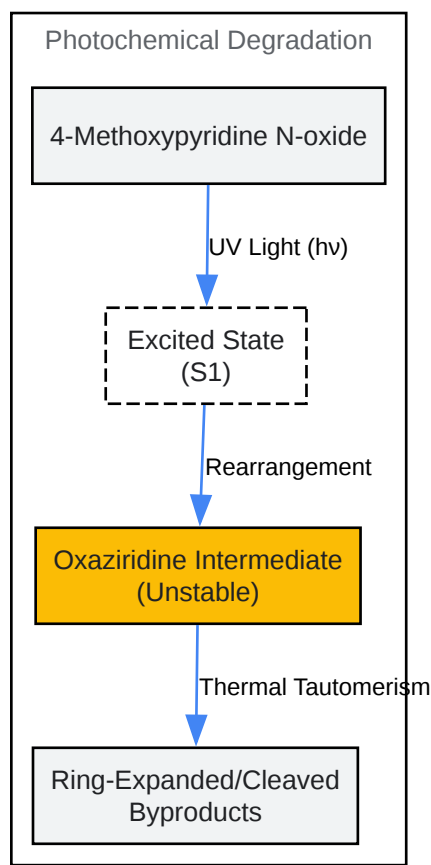 Photochemical Degradation
4-Methoxypyridine N-oxide
UV Light (hν)
Excited State
(S1)
Rearrangement
Oxaziridine Intermediate
(Unstable)
Thermal Tautomerism
Ring-Expanded/Cleaved
Byproducts